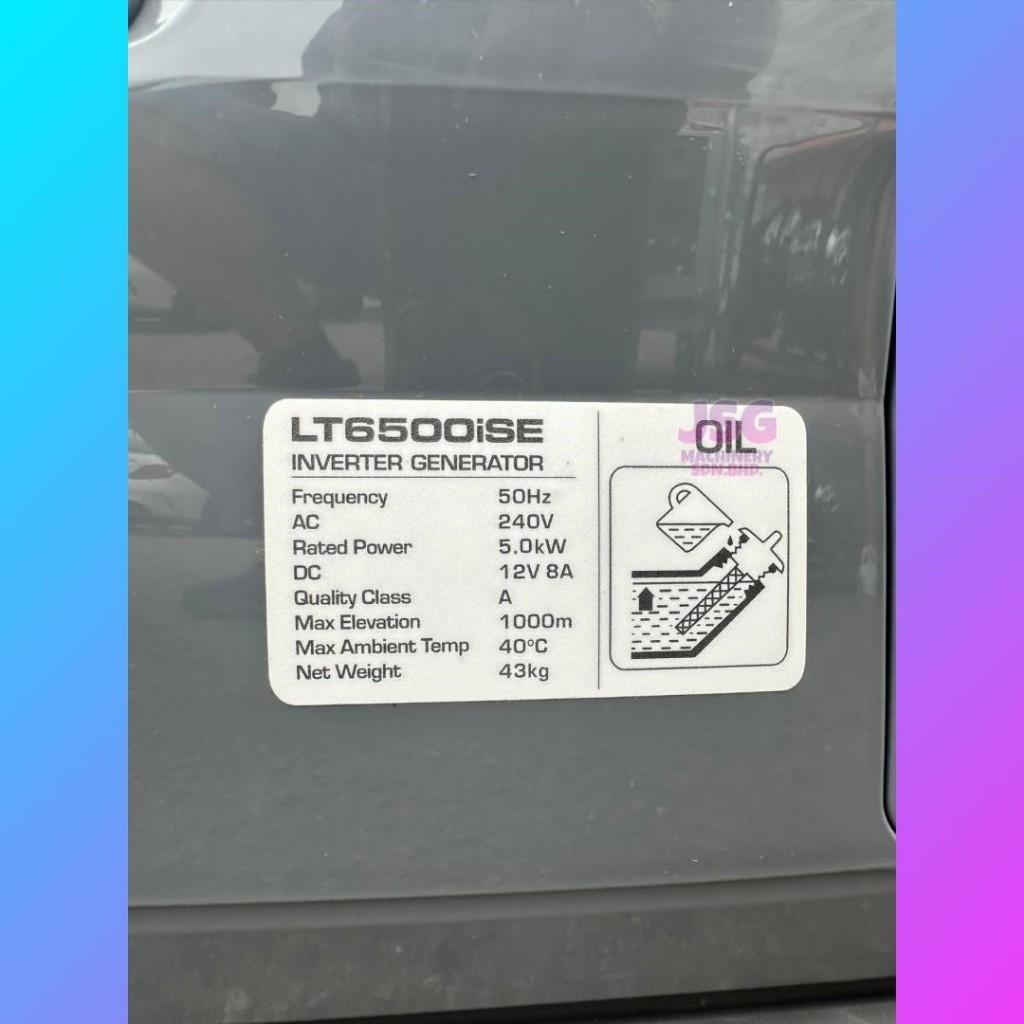 LT6500iSE
INVERTER GENERATOR
Frequency 50Hz
AC 240V
Rated Power 5.0kW
DC 12V 8A
Quality Class A
Max Elevation 1000m
Max Ambient Temp 40°C
Net Weight 43kg
OIL
JSG
MACHINERY
SDN.BHD.